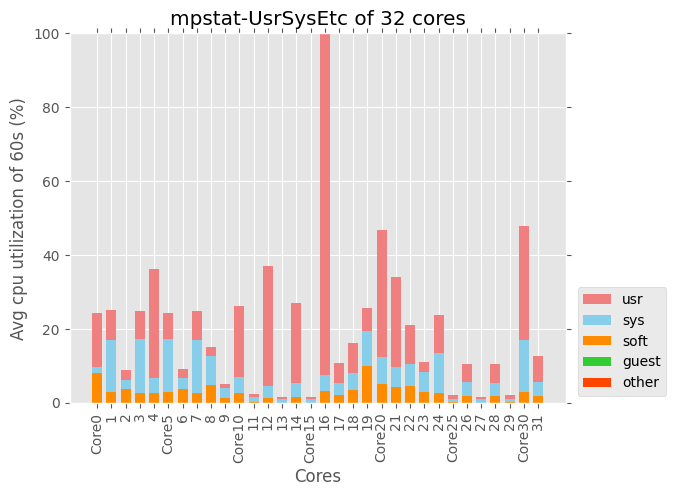 mpstat-UsrSysEtc of 32 cores
Avg cpu utilization of 60s (%)
100
80
60
40
20
0
Core0 1 2 3 4 Core5 6 7 8 9 Core10 11 12 13 14 Core15 16 17 18 19 Core20 21 22 23 24 Core25 26 27 28 29 Core30 31
Cores
usr
sys
soft
guest
other